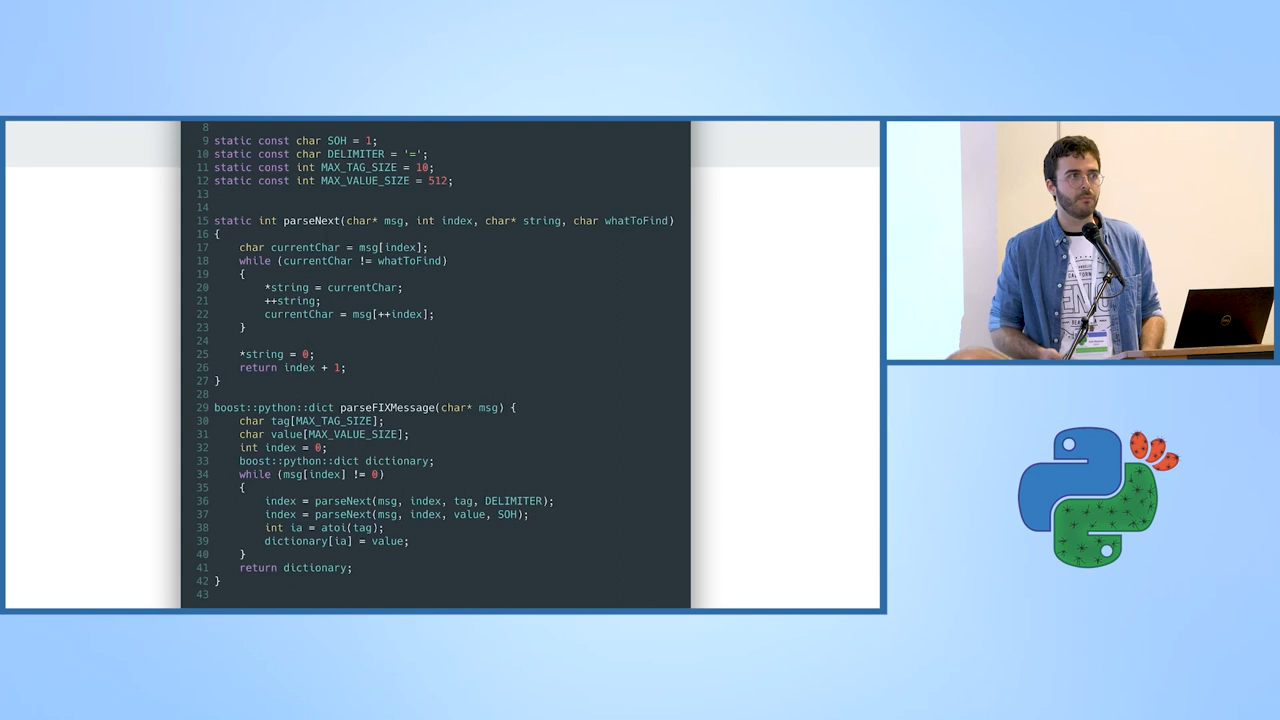 8
9 static const char SOH = 1;
10 static const char DELIMITER = '=';
11 static const int MAX_TAG_SIZE = 10;
12 static const int MAX_VALUE_SIZE = 512;
13
14
15 static int parseNext(char* msg, int index, char* string, char whatToFind)
16 {
17     char currentChar = msg[index];
18     while (currentChar != whatToFind)
19     {
20         *string = currentChar;
21         ++string;
22         currentChar = msg[++index];
23     }
24
25     *string = 0;
26     return index + 1;
27 }
28
29 boost::python::dict parseFIXMessage(char* msg) {
30     char tag[MAX_TAG_SIZE];
31     char value[MAX_VALUE_SIZE];
32     int index = 0;
33     boost::python::dict dictionary;
34     while (msg[index] != 0)
35     {
36         index = parseNext(msg, index, tag, DELIMITER);
37         index = parseNext(msg, index, value, SOH);
38         int ia = atoi(tag);
39         dictionary[ia] = value;
40     }
41     return dictionary;
42 }
43